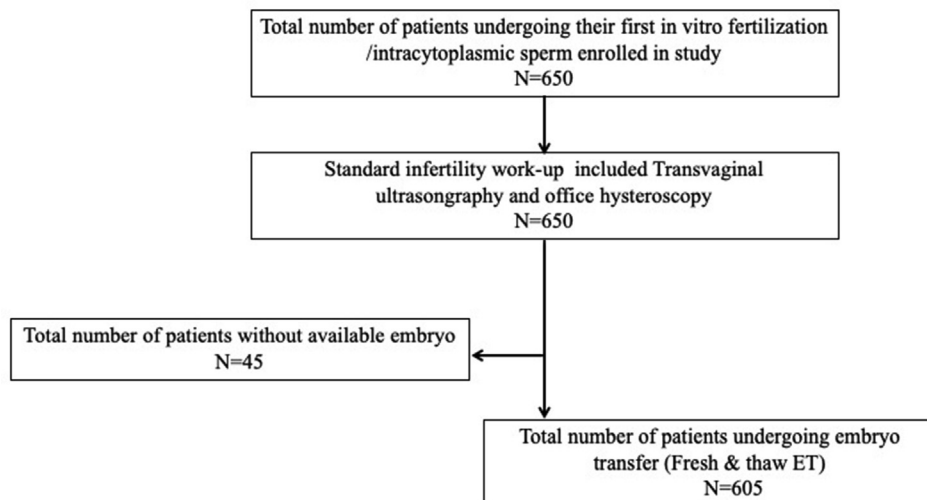 Total number of patients undergoing their first in vitro fertilization
/intracytoplasmic sperm enrolled in study
N=650
Standard infertility work-up included Transvaginal
ultrasongraphy and office hysteroscopy
N=650
Total number of patients without available embryo
N=45
Total number of patients undergoing embryo
transfer (Fresh & thaw ET)
N=605